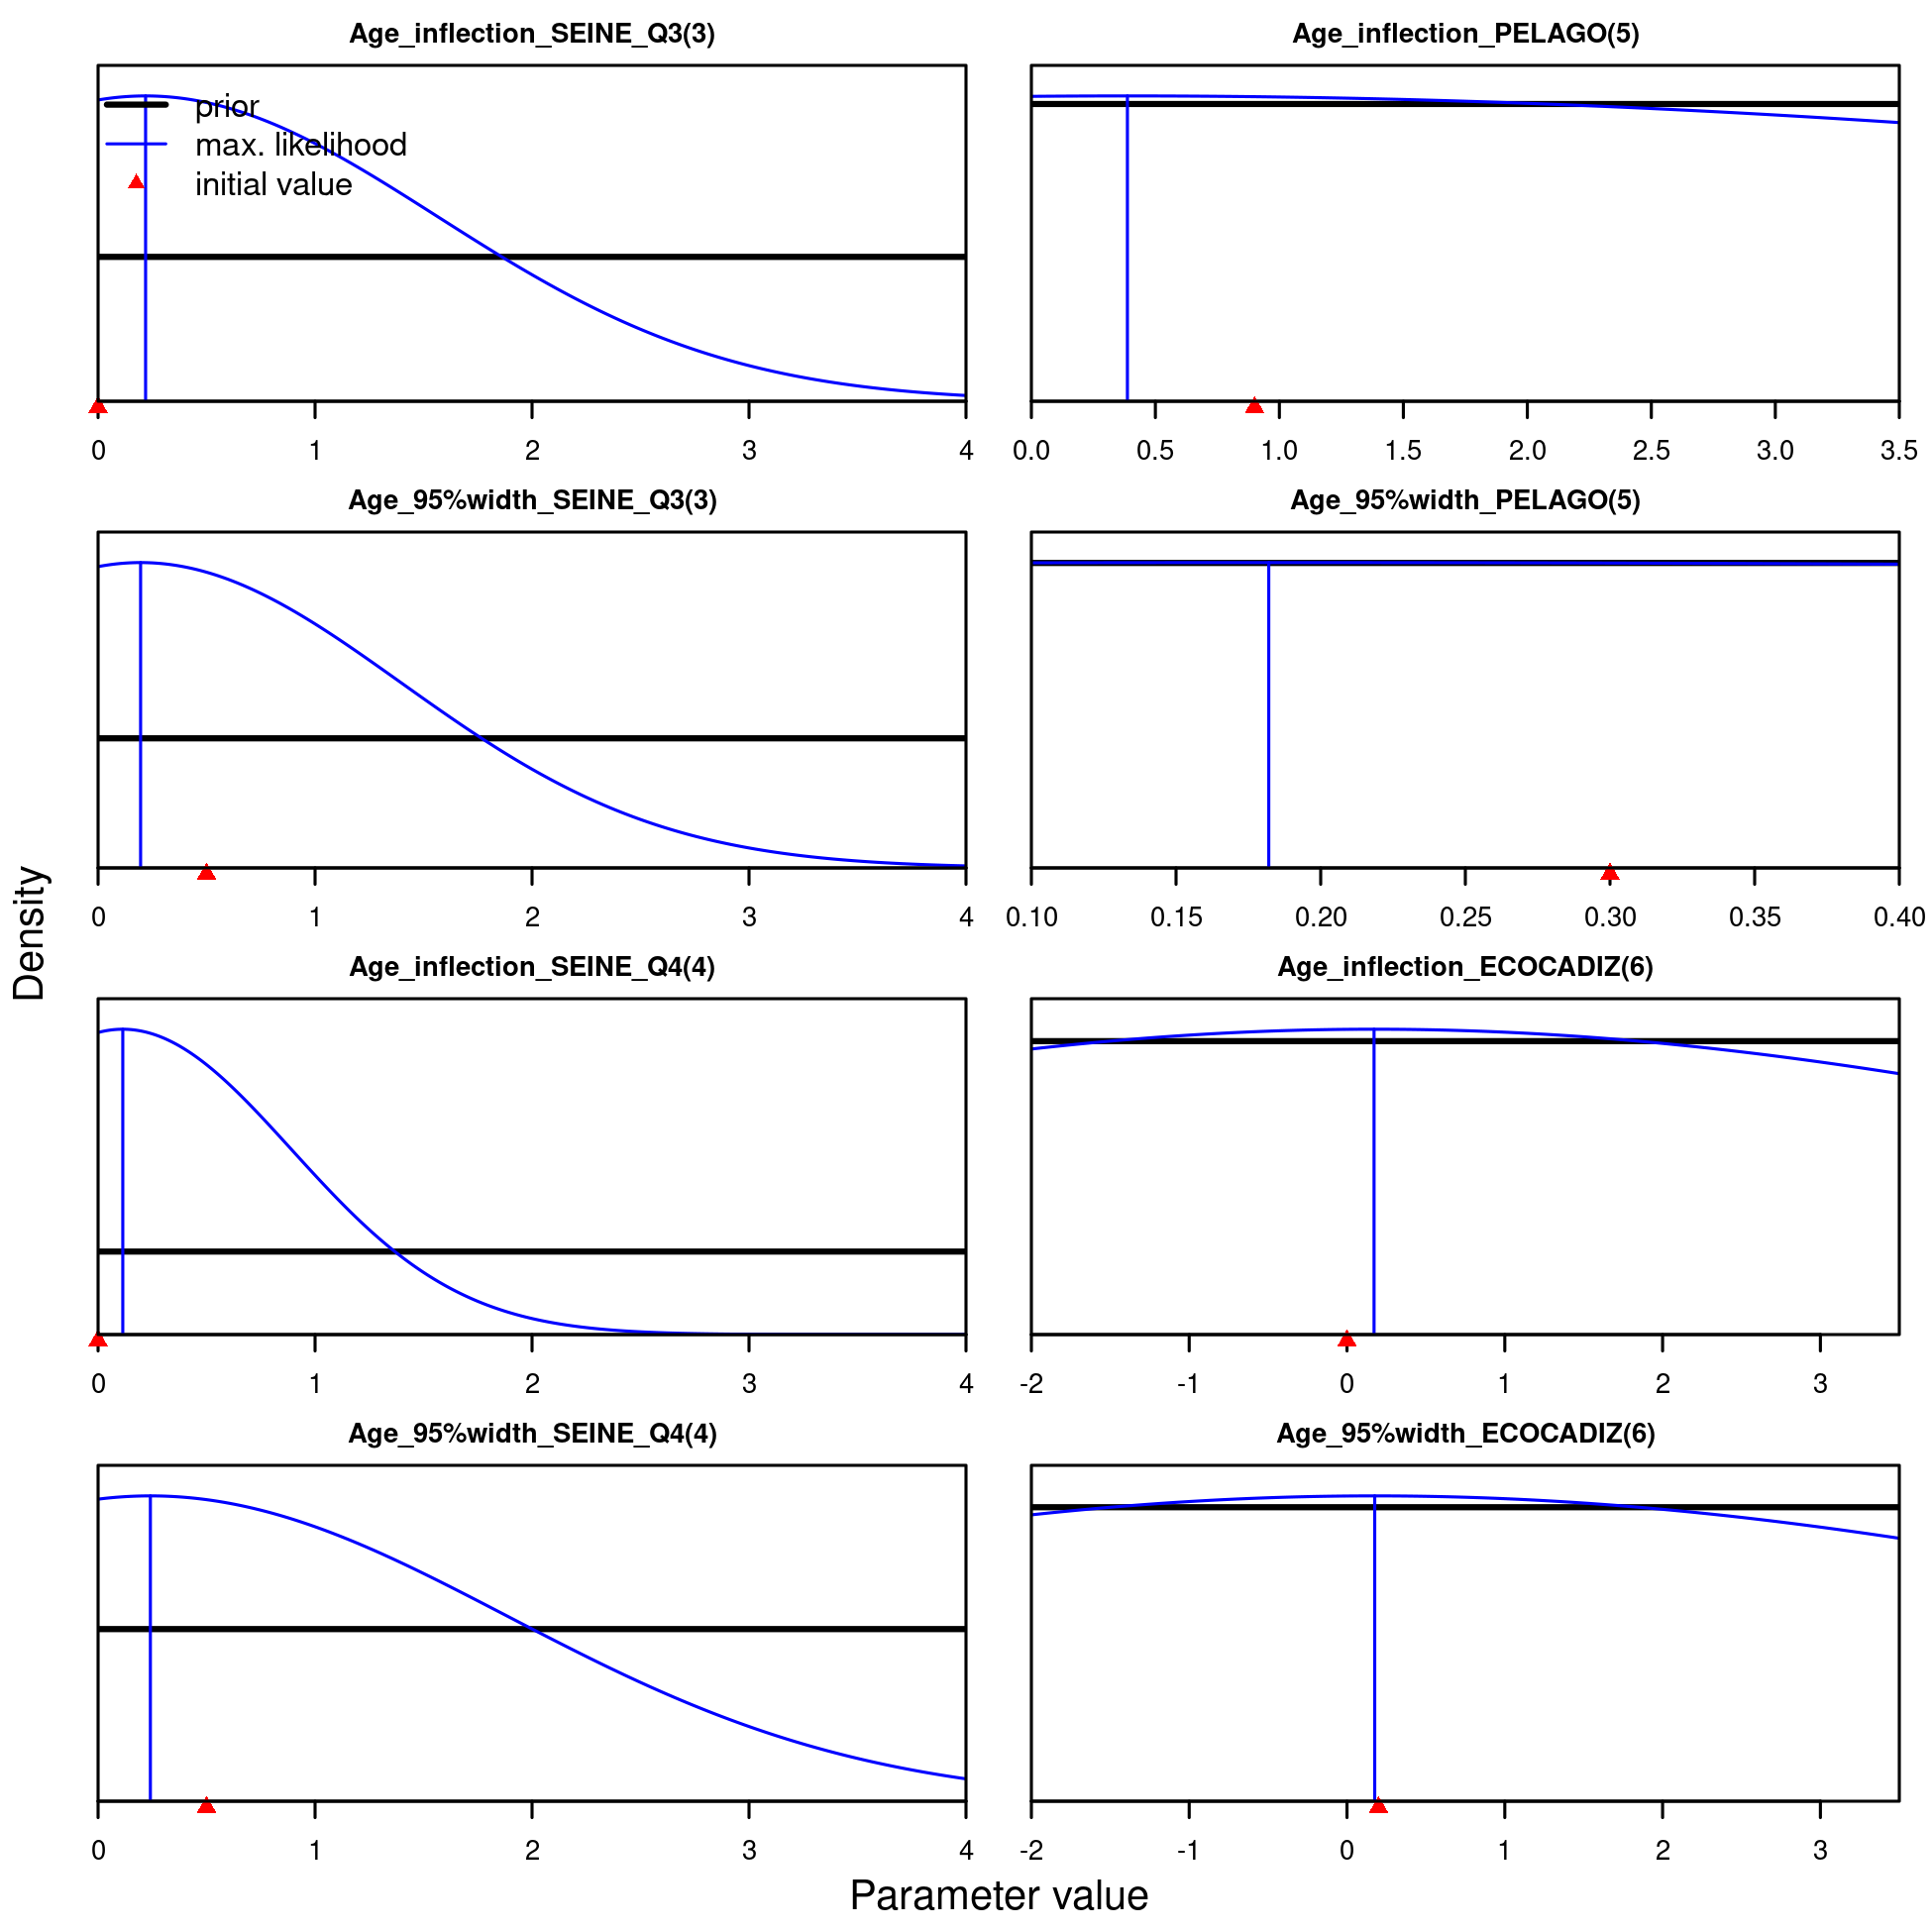 Age_inflection_SEINE_Q3(3)
prior
max. likelihood
initial value
0 1 2 3 4
Age_inflection_PELAGO(5)
0.0 0.5 1.0 1.5 2.0 2.5 3.0 3.5
Age_95%width_SEINE_Q3(3)
0 1 2 3 4
Age_95%width_PELAGO(5)
0.10 0.15 0.20 0.25 0.30 0.35 0.40
Density
Age_inflection_SEINE_Q4(4)
0 1 2 3 4
Age_inflection_ECOCADIZ(6)
-2 -1 0 1 2 3
Age_95%width_SEINE_Q4(4)
0 1 2 3 4
Age_95%width_ECOCADIZ(6)
-2 -1 0 1 2 3
Parameter value